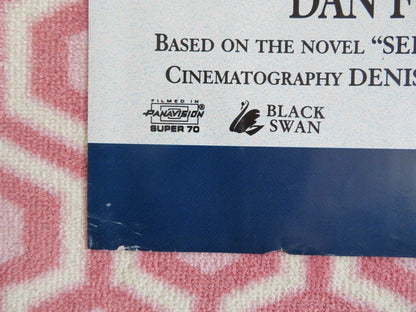 DAN F
BASED ON THE NOVEL “SE
CINEMATOGRAPHY DENIS
FILMED IN
PANAVISION®
SUPER 70
BLACK
SWAN